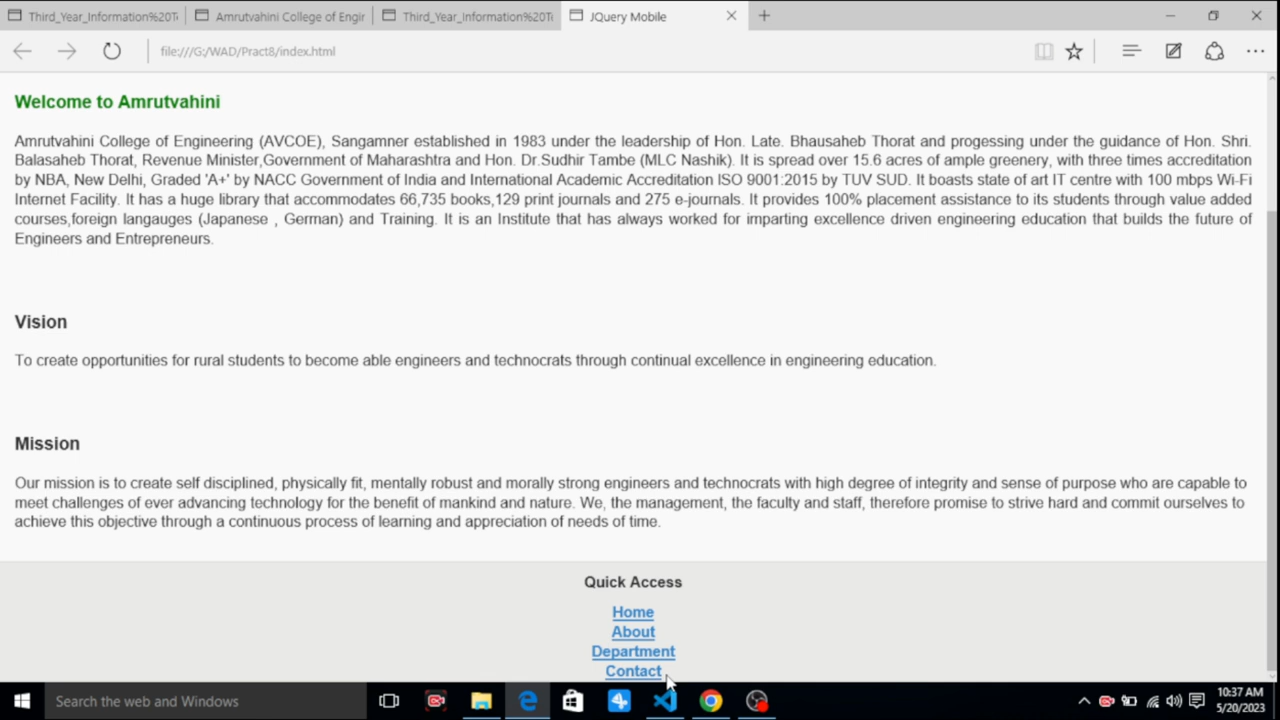 Third_Year_Information%20T
Amrutvahini College of Engir
Third_Year_Information%20Te
JQuery Mobile
file:///G:/WAD/Pract8/index.html
Welcome to Amrutvahini
Amrutvahini College of Engineering (AVCOE), Sangamner established in 1983 under the leadership of Hon. Late. Bhausaheb Thorat and progessing under the guidance of Hon. Shri.
Balasaheb Thorat, Revenue Minister,Government of Maharashtra and Hon. Dr.Sudhir Tambe (MLC Nashik). It is spread over 15.6 acres of ample greenery, with three times accreditation
by NBA, New Delhi, Graded 'A+' by NACC Government of India and International Academic Accreditation ISO 9001:2015 by TUV SUD. It boasts state of art IT centre with 100 mbps Wi-Fi
Internet Facility. It has a huge library that accommodates 66,735 books,129 print journals and 275 e-journals. It provides 100% placement assistance to its students through value added
courses,foreign langauges (Japanese , German) and Training. It is an Institute that has always worked for imparting excellence driven engineering education that builds the future of
Engineers and Entrepreneurs.
Vision
To create opportunities for rural students to become able engineers and technocrats through continual excellence in engineering education.
Mission
Our mission is to create self disciplined, physically fit, mentally robust and morally strong engineers and technocrats with high degree of integrity and sense of purpose who are capable to
meet challenges of ever advancing technology for the benefit of mankind and nature. We, the management, the faculty and staff, therefore promise to strive hard and commit ourselves to
achieve this objective through a continuous process of learning and appreciation of needs of time.
Quick Access
Home
About
Department
Contact
Search the web and Windows
10:37 AM
5/20/2023